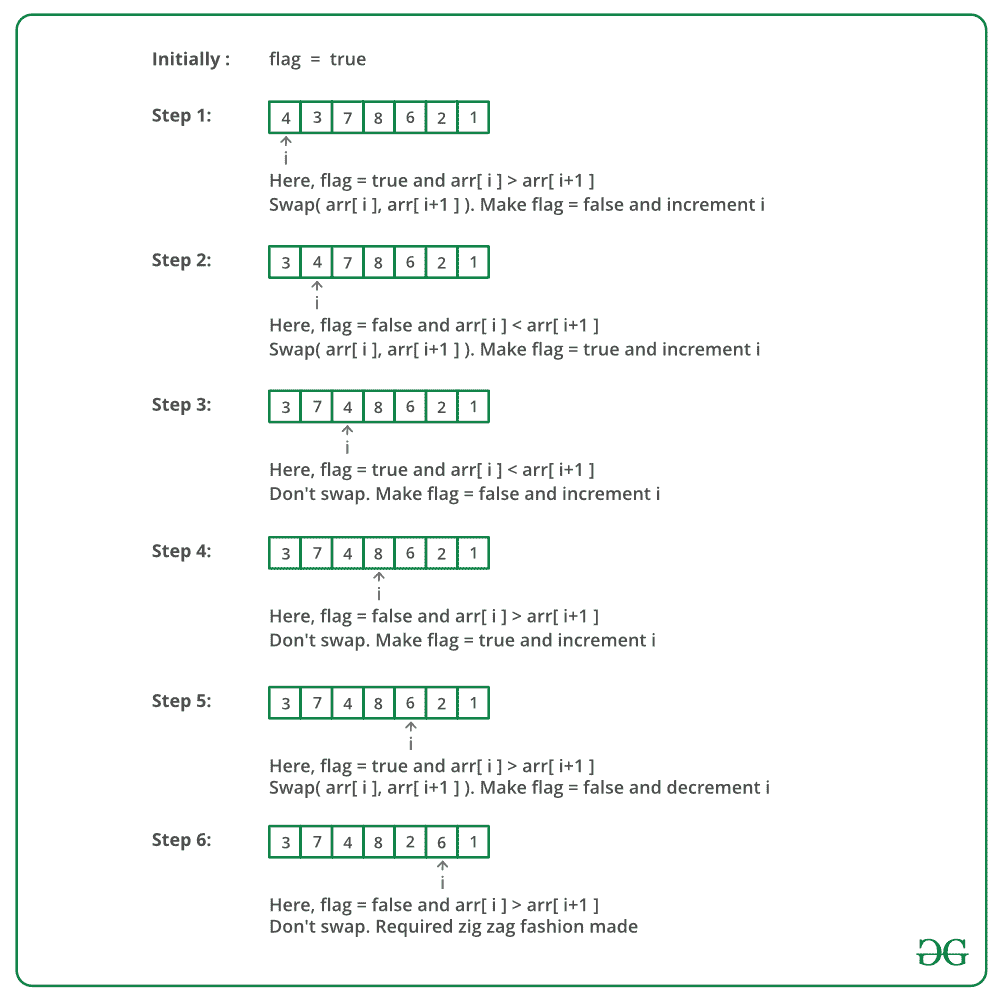 Initially : flag = true
Step 1: 4 3 7 8 6 2 1
i
Here, flag = true and arr[ i ] > arr[ i+1 ]
Swap( arr[ i ], arr[ i+1 ] ). Make flag = false and increment i
Step 2: 3 4 7 8 6 2 1
i
Here, flag = false and arr[ i ] < arr[ i+1 ]
Swap( arr[ i ], arr[ i+1 ] ). Make flag = true and increment i
Step 3: 3 7 4 8 6 2 1
i
Here, flag = true and arr[ i ] < arr[ i+1 ]
Don't swap. Make flag = false and increment i
Step 4: 3 7 4 8 6 2 1
i
Here, flag = false and arr[ i ] > arr[ i+1 ]
Don't swap. Make flag = true and increment i
Step 5: 3 7 4 8 6 2 1
i
Here, flag = true and arr[ i ] > arr[ i+1 ]
Swap( arr[ i ], arr[ i+1 ] ). Make flag = false and decrement i
Step 6: 3 7 4 8 2 6 1
i
Here, flag = false and arr[ i ] > arr[ i+1 ]
Don't swap. Required zig zag fashion made